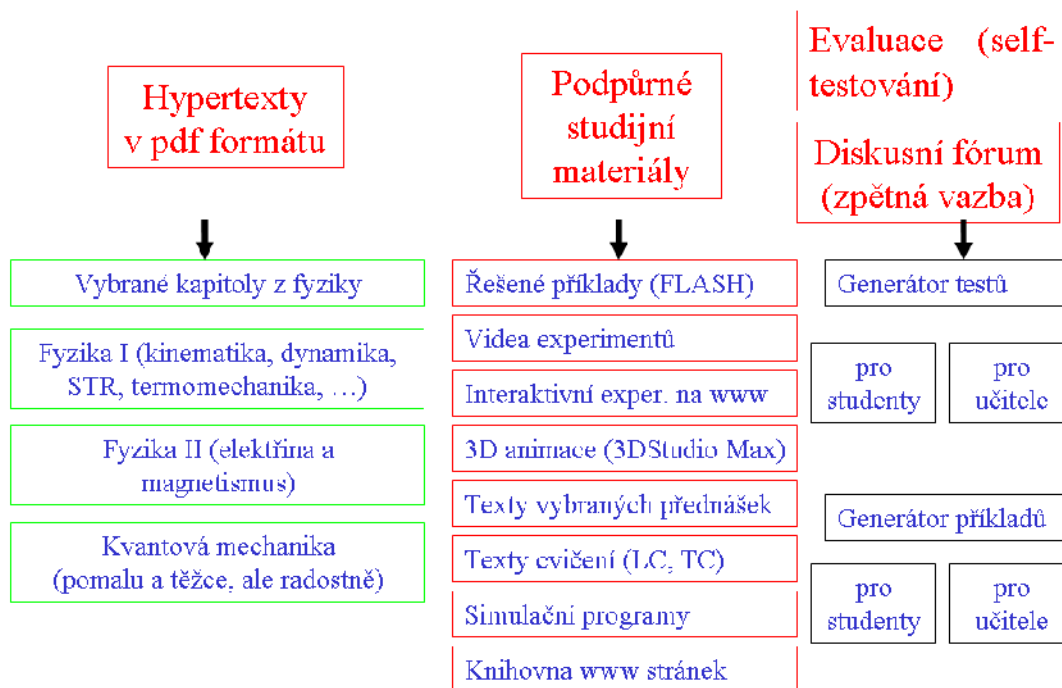 Hypertexty
v pdf formátu
Vybrané kapitoly z fyziky
Fyzika I (kinematika, dynamika,
STR, termomechanika, …)
Fyzika II (elektřina a
magnetismus)
Kvantová mechanika
(pomalu a těžce, ale radostně)
Podpůrné
studijní
materiály
Řešené příklady (FLASH)
Videa experimentů
Interaktivní exper. na www
3D animace (3DStudio Max)
Texty vybraných přednášek
Texty cvičení (LC, TC)
Simulační programy
Knihovna www stránek
Evaluace (self-
testování)
Diskusní fórum
(zpětná vazba)
Generátor testů
pro
studenty
pro
učitele
Generátor příkladů
pro
studenty
pro
učitele